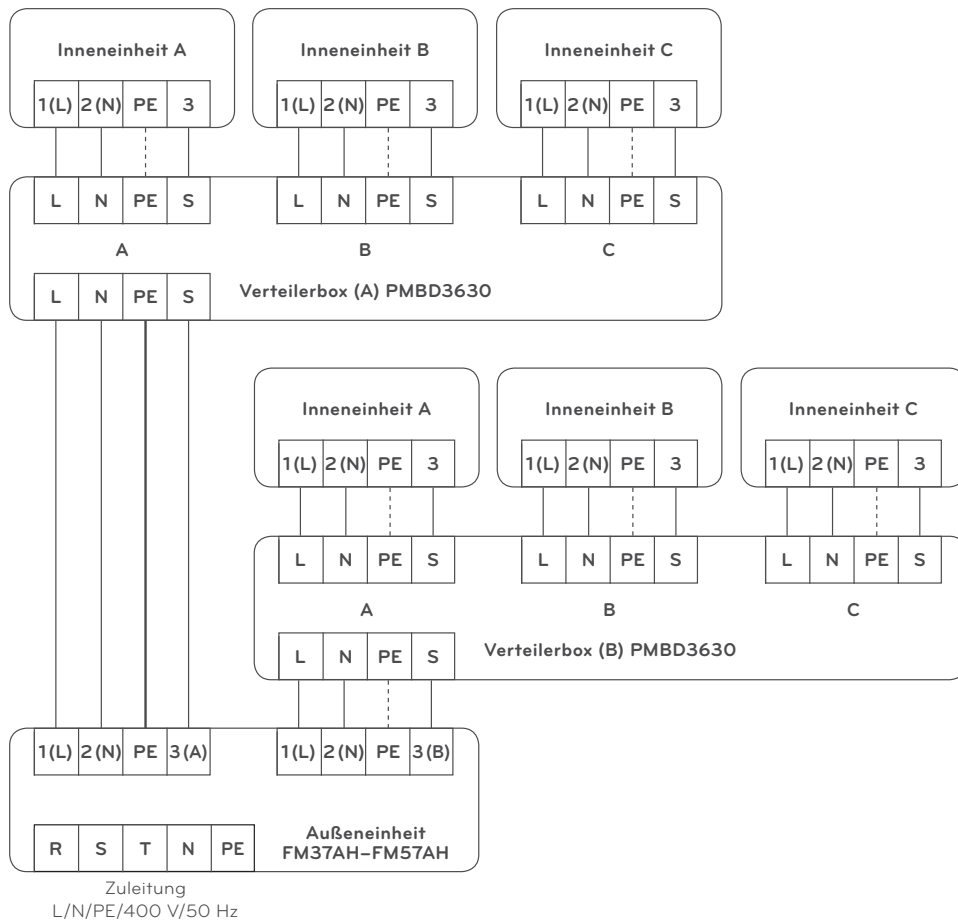 Inneneinheit A Inneneinheit B Inneneinheit C
1(L) 2(N) PE 3 1(L) 2(N) PE 3 1(L) 2(N) PE 3
L N PE S L N PE S L N PE S
A B C
L N PE S Verteilerbox (A) PMBD3630
Inneneinheit A Inneneinheit B Inneneinheit C
1(L) 2(N) PE 3 1(L) 2(N) PE 3 1(L) 2(N) PE 3
L N PE S L N PE S L N PE S
A B C
L N PE S Verteilerbox (B) PMBD3630
1(L) 2(N) PE 3(A) 1(L) 2(N) PE 3(B)
Außeneinheit
FM37AH–FM57AH
R S T N PE
Zuleitung
L/N/PE/400 V/50 Hz